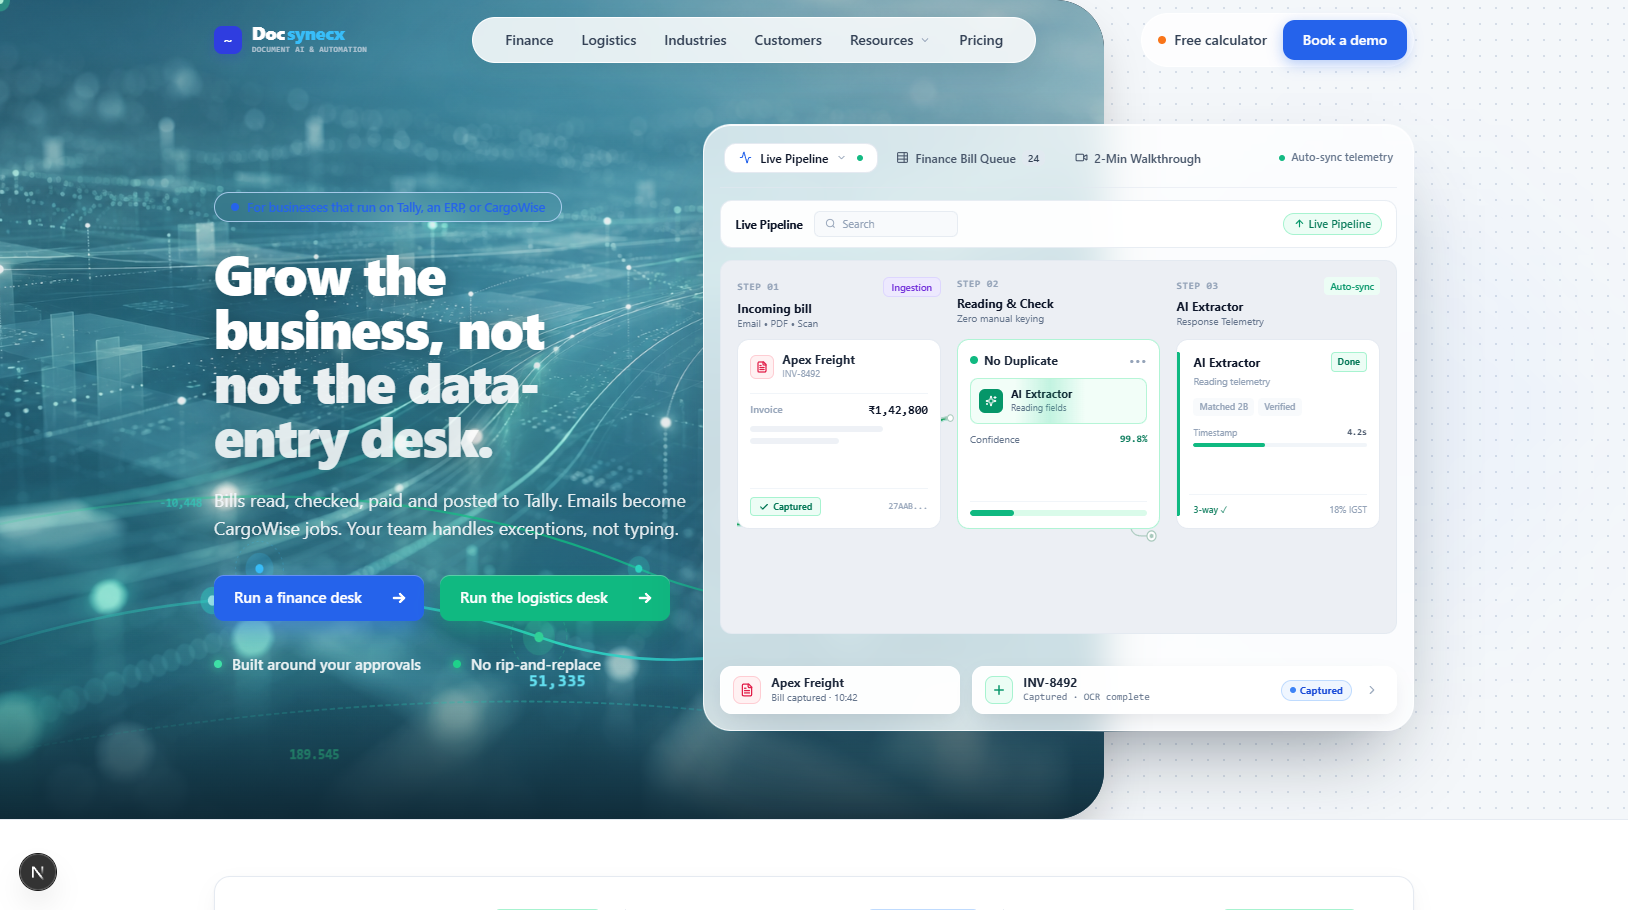 ~
Docsynecx
DOCUMENT AI & AUTOMATION
Finance
Logistics
Industries
Customers
Resources
Pricing
Free calculator
Book a demo
For businesses that run on Tally, an ERP, or CargoWise
Grow the
business, not
not the data-
entry desk.
-10,448
Bills read, checked, paid and posted to Tally. Emails become
CargoWise jobs. Your team handles exceptions, not typing.
Run a finance desk
Run the logistics desk
Built around your approvals
No rip-and-replace
51,335
189.545
Live Pipeline
Finance Bill Queue 24
2-Min Walkthrough
Auto-sync telemetry
Live Pipeline
Search
Live Pipeline
STEP 01
Ingestion
Incoming bill
Email • PDF • Scan
Apex Freight
INV-8492
Invoice
₹1,42,800
Captured
27AAB...
STEP 02
Reading & Check
Zero manual keying
No Duplicate
AI Extractor
Reading fields
Confidence
99.8%
STEP 03
Auto-sync
AI Extractor
Response Telemetry
AI Extractor
Done
Reading telemetry
Matched 2B
Verified
Timestamp
4.2s
3-way ✓
18% IGST
Apex Freight
Bill captured · 10:42
INV-8492
Captured · OCR complete
Captured
N